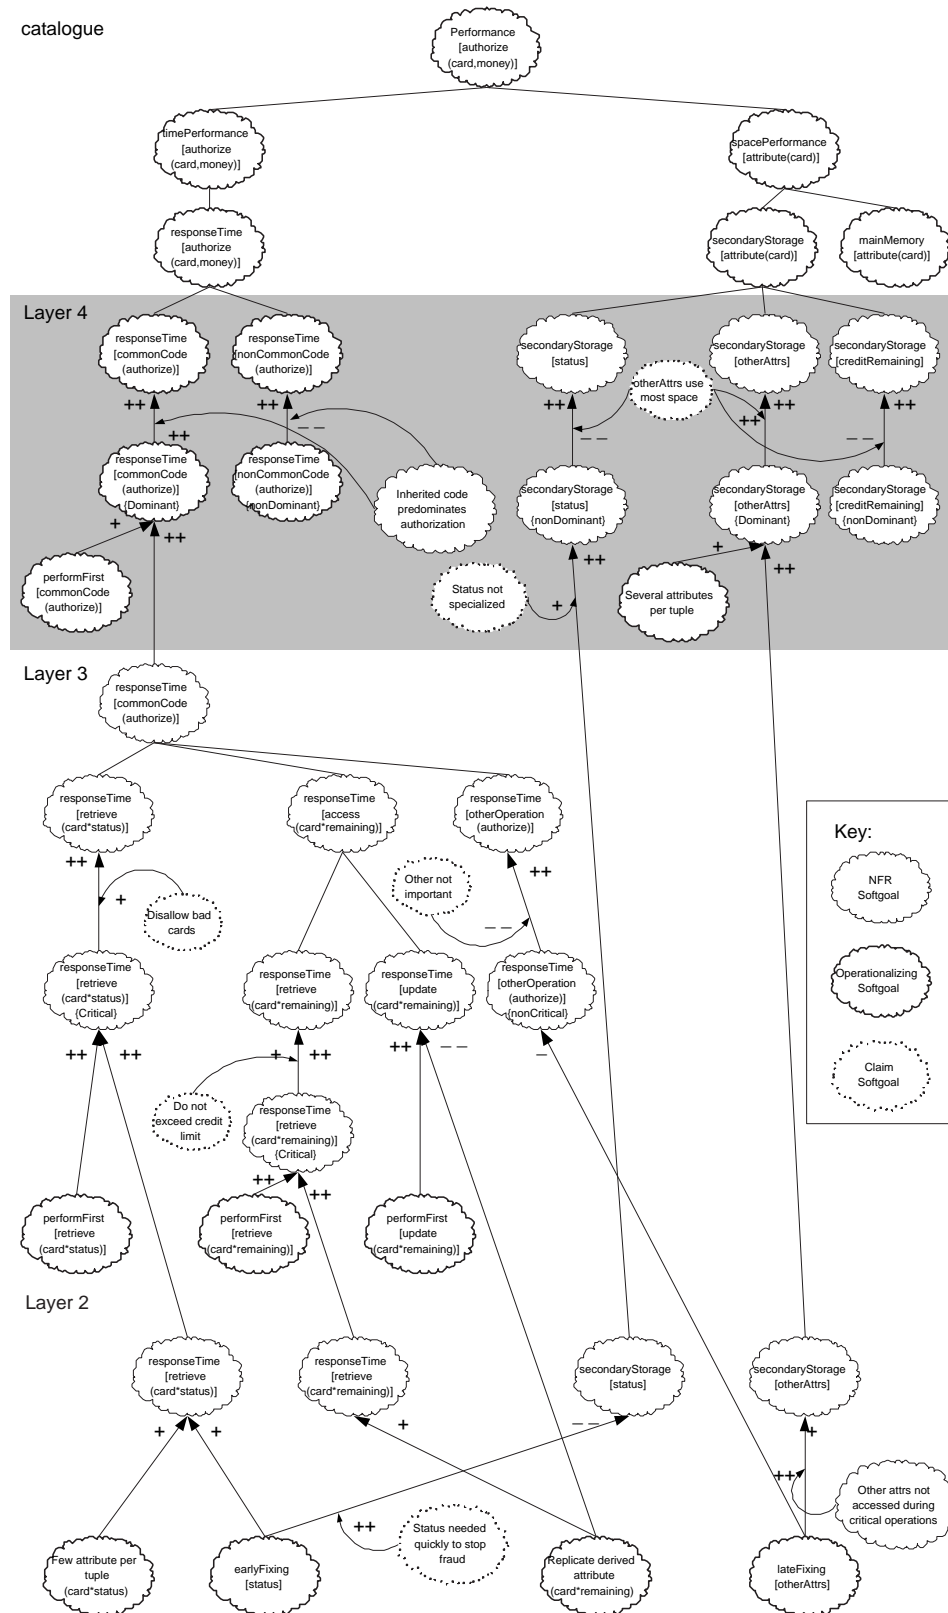 catalogue
Performance
[authorize
(card,money)]
timePerformance
[authorize
(card,money)]
spacePerformance
[attribute(card)]
responseTime
[authorize
(card,money)]
secondaryStorage
[attribute(card)]
mainMemory
[attribute(card)]
Layer 4
responseTime
[commonCode
(authorize)]
responseTime
[nonCommonCode
(authorize)]
secondaryStorage
[status]
otherAttrs use
most space
secondaryStorage
[otherAttrs]
secondaryStorage
[creditRemaining]
++
++
++
++
++
++
− −
− −
++
− −
responseTime
[commonCode
(authorize)]
{Dominant}
responseTime
[nonCommonCode
(authorize)]
{nonDominant}
Inherited code
predominates
authorization
secondaryStorage
[status]
{nonDominant}
secondaryStorage
[otherAttrs]
{Dominant}
secondaryStorage
[creditRemaining]
{nonDominant}
+
++
++
+
++
performFirst
[commonCode
(authorize)]
Status not
specialized
+
Several attributes
per tuple
Layer 3
responseTime
[commonCode
(authorize)]
responseTime
[retrieve
(card*status)]
responseTime
[access
(card*remaining)]
responseTime
[otherOperation
(authorize)]
++
+
Disallow bad
cards
Other not
important
++
− −
responseTime
[retrieve
(card*status)]
{Critical}
responseTime
[retrieve
(card*remaining)]
responseTime
[update
(card*remaining)]
responseTime
[otherOperation
(authorize)]
{nonCritical}
++
++
+
++
++
− −
−
Do not
exceed credit
limit
responseTime
[retrieve
(card*remaining)]
{Critical}
++
++
performFirst
[retrieve
(card*status)]
performFirst
[retrieve
(card*remaining)]
performFirst
[update
(card*remaining)]
Key:
NFR
Softgoal
Operationalizing
Softgoal
Claim
Softgoal
Layer 2
responseTime
[retrieve
(card*status)]
responseTime
[retrieve
(card*remaining)]
secondaryStorage
[status]
secondaryStorage
[otherAttrs]
+
+
+
− −
+
++
++
Status needed
quickly to stop
fraud
Other attrs not
accessed during
critical operations
Few attribute per
tuple
(card*status)
earlyFixing
[status]
Replicate derived
attribute
(card*remaining)
lateFixing
[otherAttrs]